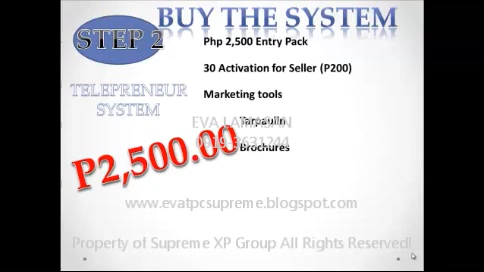 BUY THE SYSTEM
STEP 2
Php 2,500 Entry Pack
30 Activation for Seller (P200)
TELEPRENEUR
SYSTEM
Marketing tools
Tarpaulin
Brochures
EVA
P2,500.00
www.evatpcsupreme.blogspot.com
Property of Supreme XP Group All Rights Reserved!